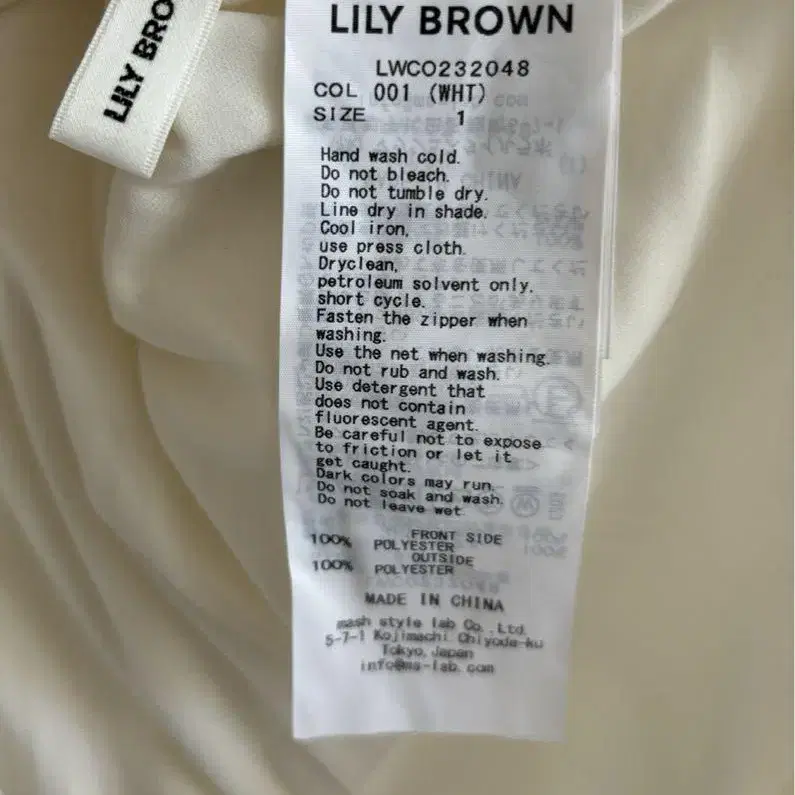 LILY BRO
LILY BROWN
LWCO232048
COL 001 (WHT)
SIZE 1
Hand wash cold.
Do not bleach.
Do not tumble dry.
Line dry in shade.
Cool iron,
use press cloth.
Dryclean,
petroleum solvent only.
short cycle.
Fasten the zipper when
washing.
Use the net when washing.
Do not rub and wash.
Use detergent that
does not contain
fluorescent agent.
Be careful not to expose
to friction or let it
get caught.
Dark colors may run.
Do not soak and wash.
Do not leave wet
FRONT SIDE
100% POLYESTER
OUTSIDE
100% POLYESTER
MADE IN CHINA
mash style lab Co.,Ltd.
5-7-1 Kojimachi Chiyoda-ku
Tokyo,Japan
info@ms-lab.com